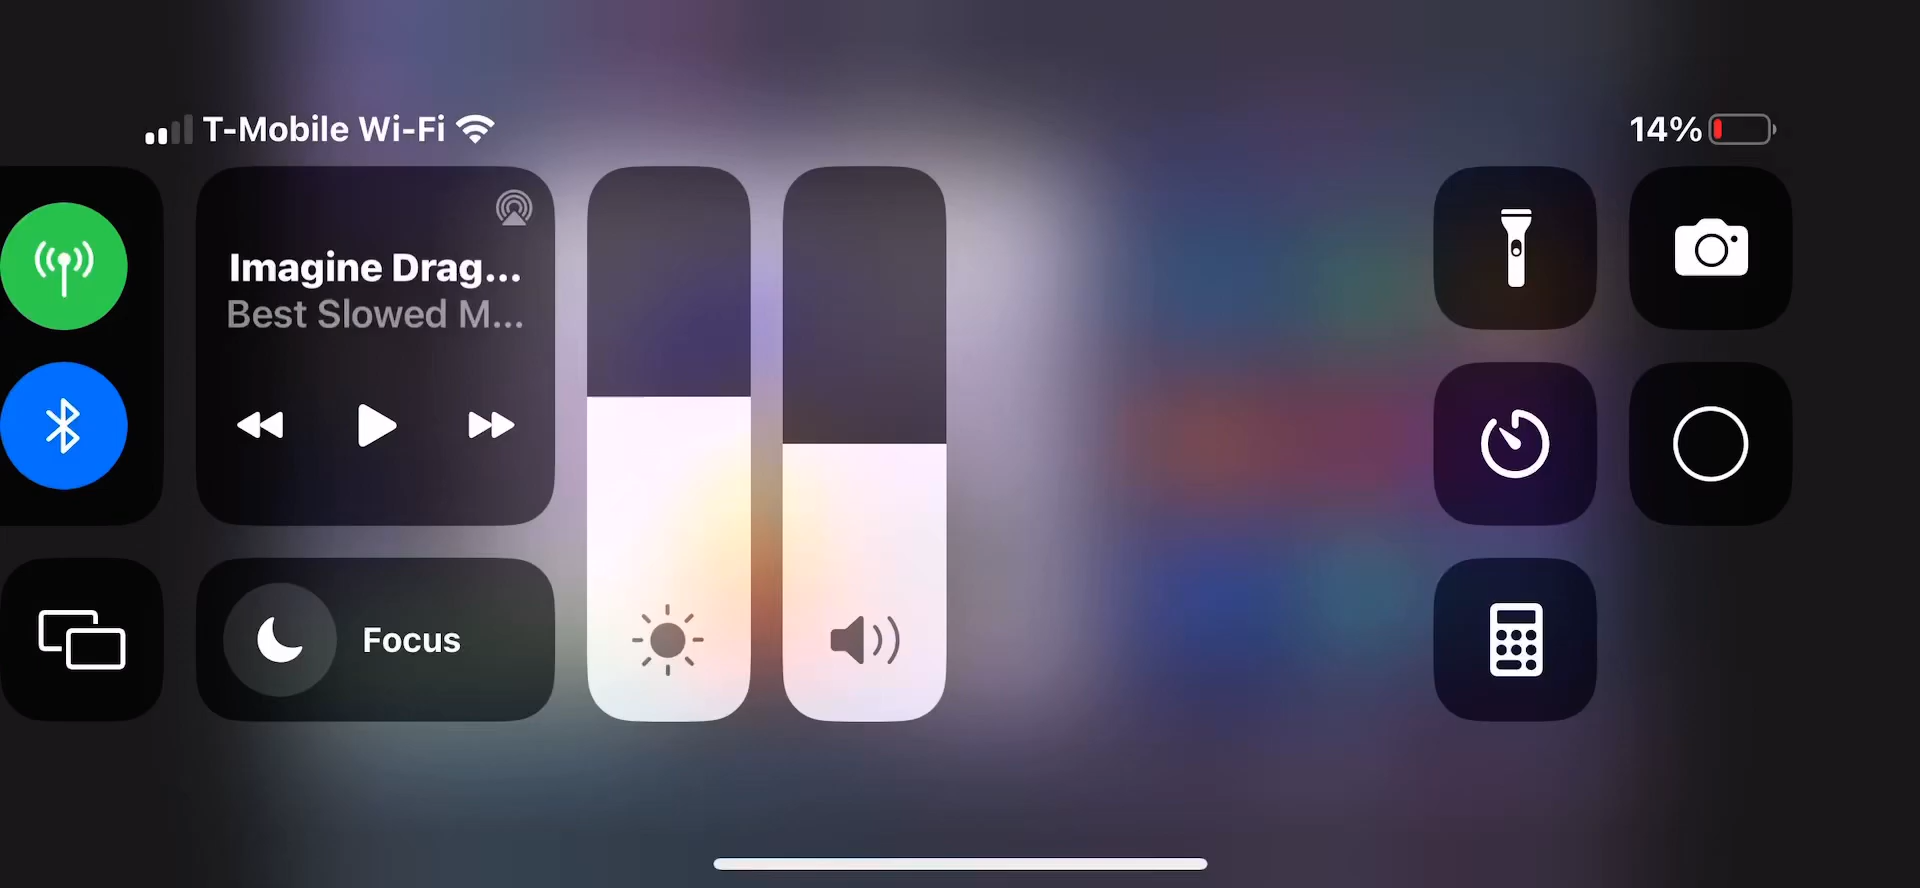 T-Mobile Wi-Fi
14%
Imagine Drag...
Best Slowed M...
Focus